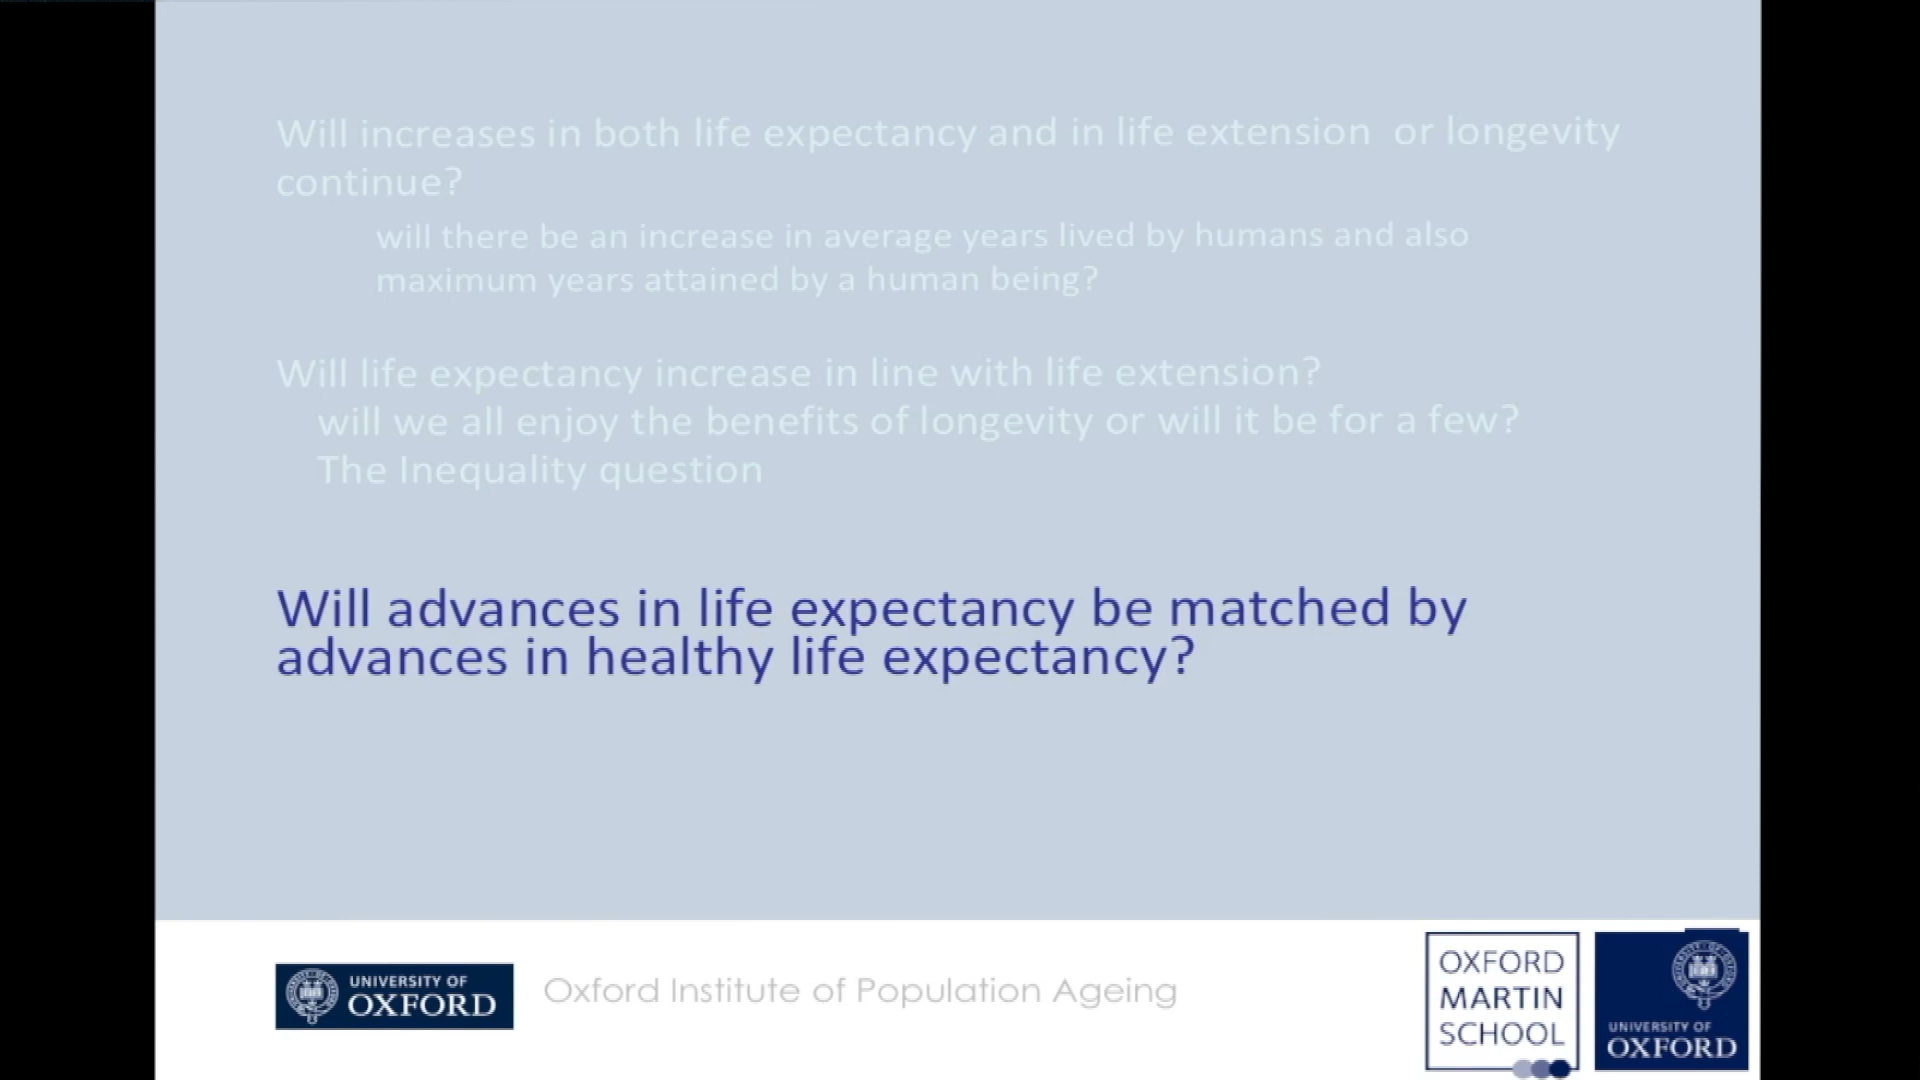 Will increases in both life expectancy and in life extension  or longevity
continue?
will there be an increase in average years lived by humans and also
maximum years attained by a human being?
Will life expectancy increase in line with life extension?
will we all enjoy the benefits of longevity or will it be for a few?
The Inequality question
Will advances in life expectancy be matched by
advances in healthy life expectancy?
UNIVERSITY OF
OXFORD
Oxford Institute of Population Ageing
OXFORD
MARTIN
SCHOOL
UNIVERSITY OF
OXFORD